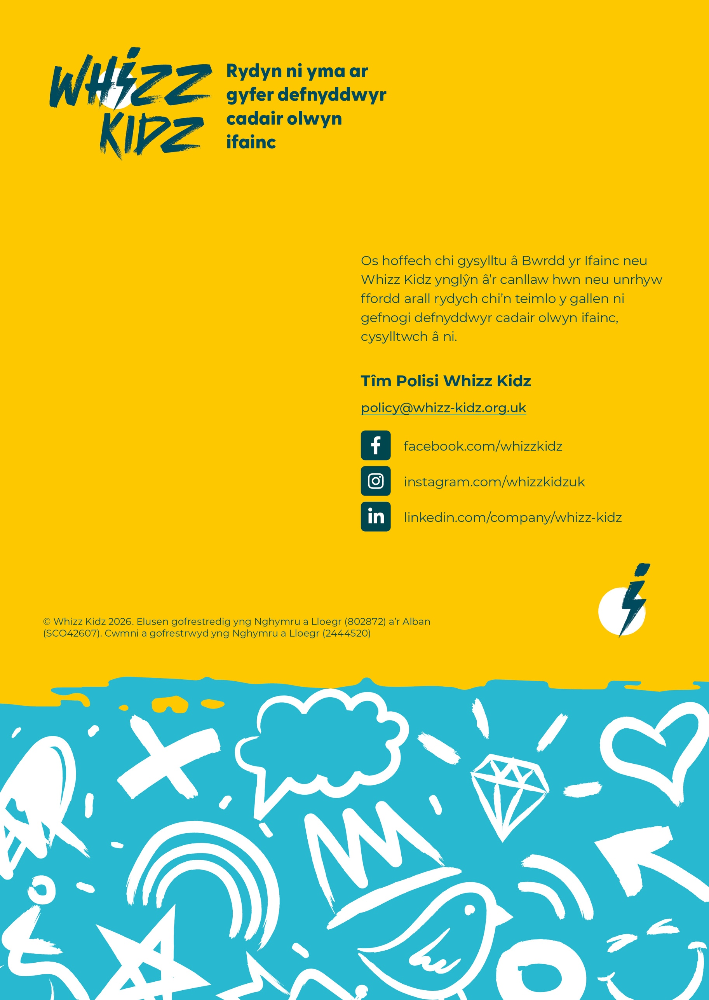 WHIZZ
KIDZ
Rydyn ni yma ar
gyfer defnyddwyr
cadair olwyn
ifainc
Os hoffech chi gysylltu â Bwrdd yr Ifainc neu
Whizz Kidz ynglŷn â’r canllaw hwn neu unrhyw
ffordd arall rydych chi’n teimlo y gallen ni
gefnogi defnyddwyr cadair olwyn ifainc,
cysylltwch â ni.
Tîm Polisi Whizz Kidz
policy@whizz-kidz.org.uk
facebook.com/whizzkidz
instagram.com/whizzkidzuk
linkedin.com/company/whizz-kidz
© Whizz Kidz 2026. Elusen gofrestredig yng Nghymru a Lloegr (802872) a’r Alban
(SCO42607). Cwmni a gofrestrwyd yng Nghymru a Lloegr (2444520)